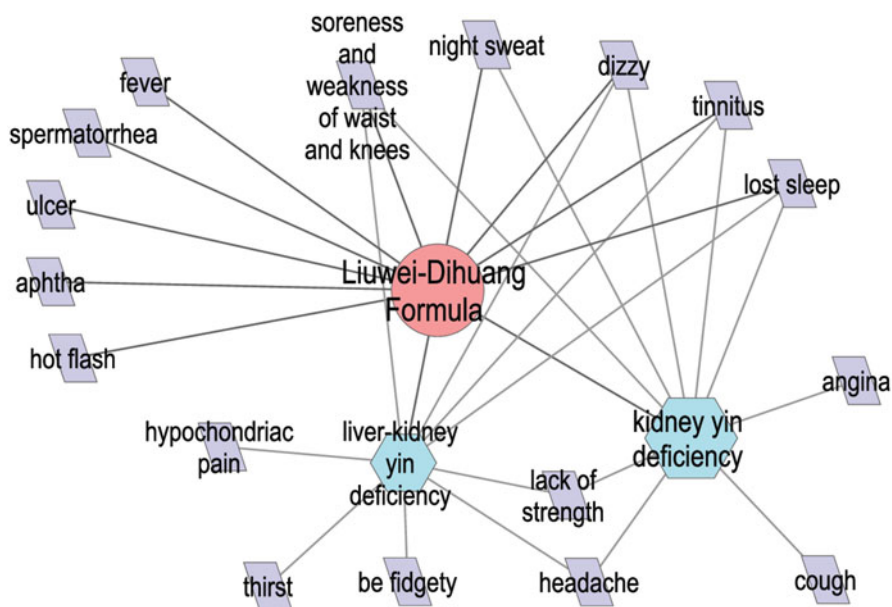 soreness
and
weakness
of waist
and knees
night sweat
dizzy
fever
tinnitus
spermatorrhea
lost sleep
ulcer
aphtha
Liuwei-Dihuang
Formula
hot flash
angina
hypochondriac
pain
liver-kidney
yin
deficiency
kidney yin
deficiency
lack of
strength
thirst
be fidgety
headache
cough